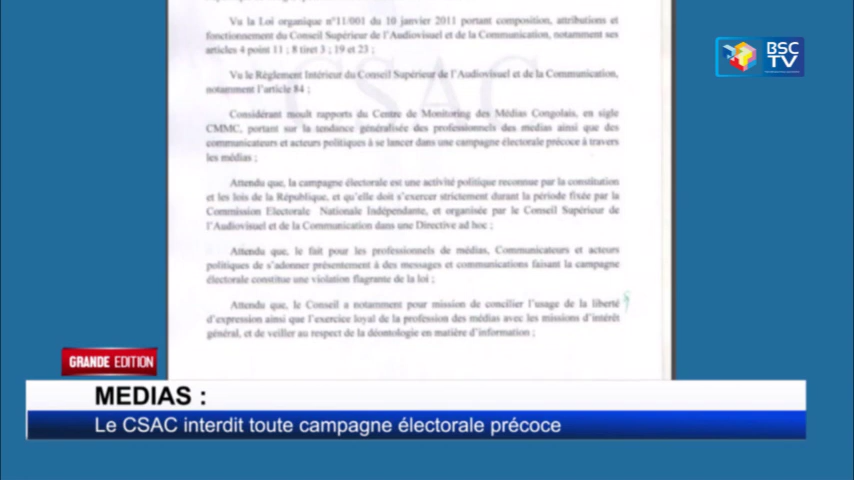 Vu la Loi organique n°11/001 du 10 janvier 2011 portant composition, attributions et
fonctionnement du Conseil Supérieur de l'Audiovisuel et de la Communication, notamment ses
articles 4 point 11 ; 8 tiret 3 ; 19 et 23 ;
Vu le Règlement Intérieur du Conseil Supérieur de l'Audiovisuel et de la Communication,
notamment l'article 84 ;
CSAC
Considérant moult rapports du Centre de Monitoring des Médias Congolais, en sigle
CMMC, portant sur la tendance généralisée des professionnels des médias ainsi que des
communicateurs et acteurs politiques à se lancer dans une campagne électorale précoce à travers
les médias ;
Attendu que, la campagne électorale est une activité politique reconnue par la constitution
et les lois de la République, et qu'elle doit s'exercer strictement durant la période fixée par la
Commission Electorale Nationale Indépendante, et organisée par le Conseil Supérieur de
l'Audiovisuel et de la Communication dans une Directive ad hoc ;
Attendu que, le fait pour les professionnels de médias, Communicateurs et acteurs
politiques de s'adonner présentement à des messages et communications faisant la campagne
électorale constitue une violation flagrante de la loi ;
Attendu que, le Conseil a notamment pour mission de concilier l'usage de la liberté
d'expression ainsi que l'exercice loyal de la profession des médias avec les missions d'intérêt
général, et de veiller au respect de la déontologie en matière d'information ;
BSC
TV
GRANDE EDITION
MEDIAS :
Le CSAC interdit toute campagne électorale précoce